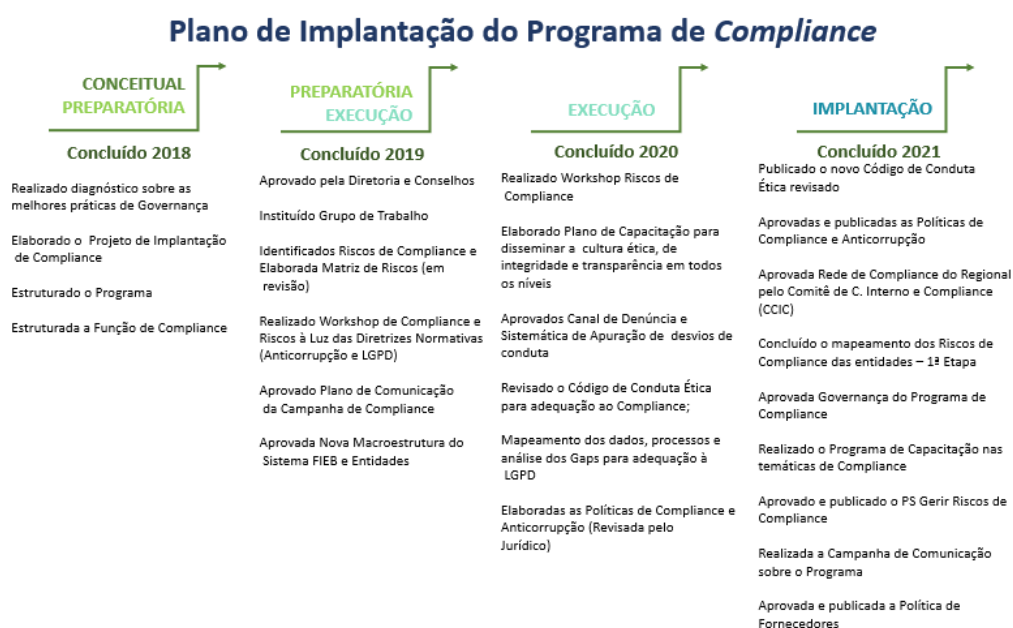 Plano de Implantação do Programa de Compliance
CONCEITUAL
PREPARATÓRIA
Concluído 2018
Realizado diagnóstico sobre as
melhores práticas de Governança
Elaborado o Projeto de Implantação
de Compliance
Estruturado o Programa
Estruturada a Função de Compliance
PREPARATÓRIA
EXECUÇÃO
Concluído 2019
Aprovado pela Diretoria e Conselhos
Instituído Grupo de Trabalho
Identificados Riscos de Compliance e
Elaborada Matriz de Riscos (em
revisão)
Realizado Workshop de Compliance e
Riscos à Luz das Diretrizes Normativas
(Anticorrupção e LGPD)
Aprovado Plano de Comunicação
da Campanha de Compliance
Aprovada Nova Macroestrutura do
Sistema FIEB e Entidades
EXECUÇÃO
Concluído 2020
Realizado Workshop Riscos de
Compliance
Elaborado Plano de Capacitação para
disseminar a cultura ética, de
integridade e transparência em todos
os níveis
Aprovados Canal de Denúncia e
Sistemática de Apuração de desvios de
conduta
Revisado o Código de Conduta Ética
para adequação ao Compliance;
Mapeamento dos dados, processos e
análise dos Gaps para adequação à
LGPD
Elaboradas as Políticas de Compliance e
Anticorrupção (Revisada pelo
Jurídico)
IMPLANTAÇÃO
Concluído 2021
Publicado o novo Código de Conduta
Ética revisado
Aprovadas e publicadas as Políticas de
Compliance e Anticorrupção
Aprovada Rede de Compliance do Regional
pelo Comitê de C. Interno e Compliance
(CCIC)
Concluído o mapeamento dos Riscos de
Compliance das entidades – 1ª Etapa
Aprovada Governança do Programa de
Compliance
Realizado o Programa de Capacitação nas
temáticas de Compliance
Aprovado e publicado o PS Gerir Riscos de
Compliance
Realizada a Campanha de Comunicação
sobre o Programa
Aprovada e publicada a Política de
Fornecedores